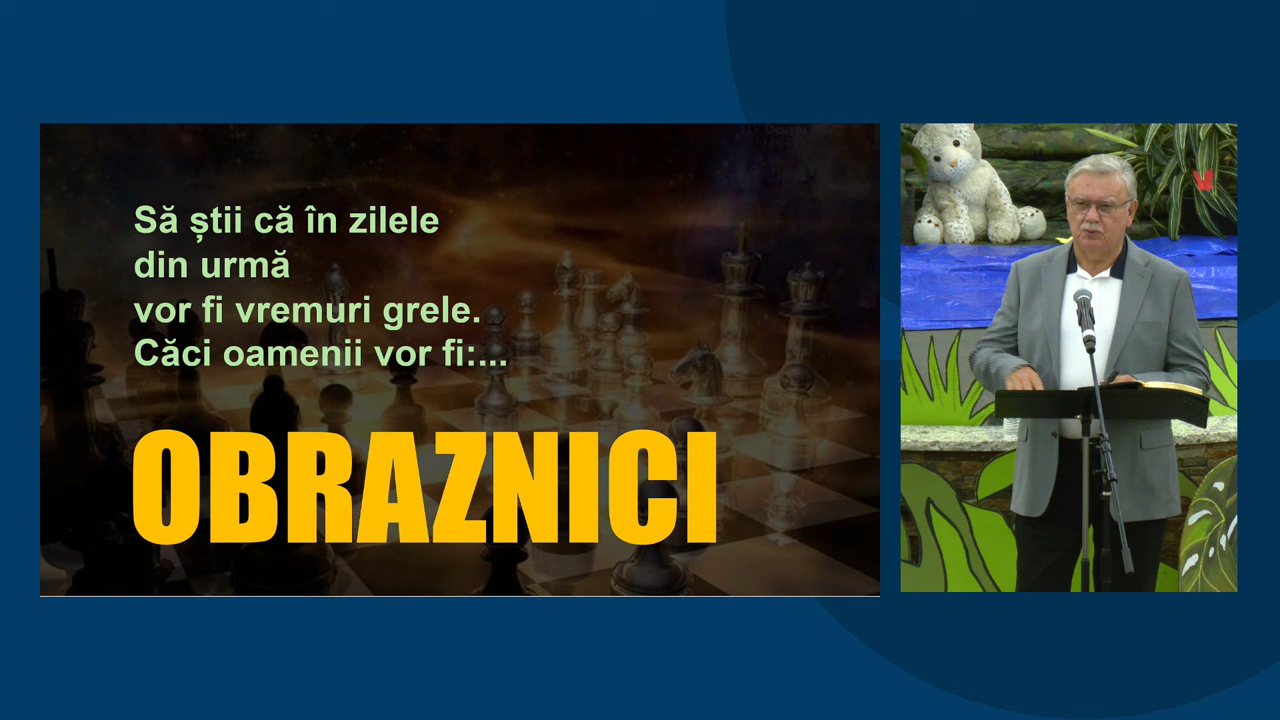 Să știi că în zilele
din urmă
vor fi vremuri grele.
Căci oamenii vor fi:...
OBRAZNICI